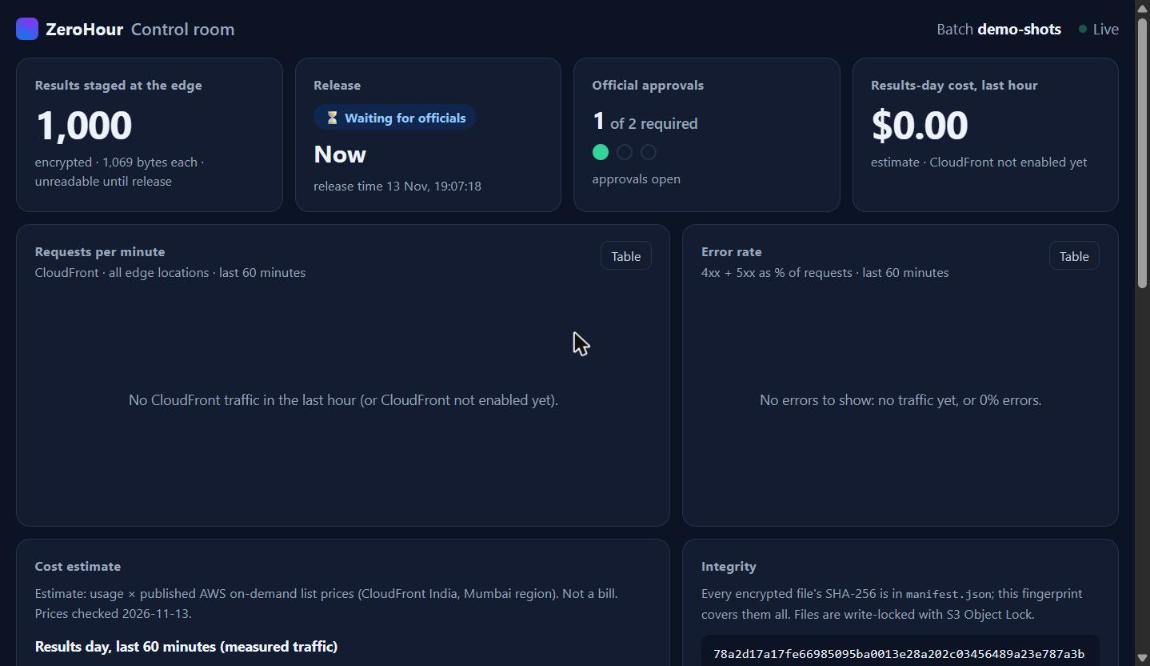 ZeroHour Control room
Batch demo-shots Live
Results staged at the edge
1,000
encrypted · 1,069 bytes each ·
unreadable until release
Release
⏳ Waiting for officials
Now
release time 13 Nov, 19:07:18
Official approvals
1 of 2 required
approvals open
Results-day cost, last hour
$0.00
estimate · CloudFront not enabled yet
Requests per minute
CloudFront · all edge locations · last 60 minutes
Table
No CloudFront traffic in the last hour (or CloudFront not enabled yet).
Error rate
4xx + 5xx as % of requests · last 60 minutes
Table
No errors to show: no traffic yet, or 0% errors.
Cost estimate
Estimate: usage × published AWS on-demand list prices (CloudFront India, Mumbai region). Not a bill.
Prices checked 2026-11-13.
Results day, last 60 minutes (measured traffic)
Integrity
Every encrypted file's SHA-256 is in manifest.json; this fingerprint
covers them all. Files are write-locked with S3 Object Lock.
78a2d17a17fe66985095ba0013e28a202c03456489a23e787a3b